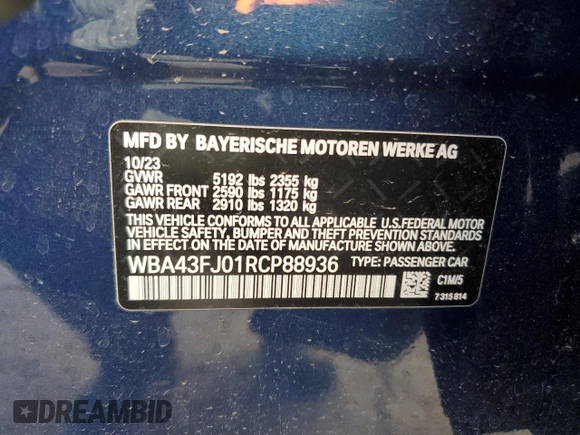 MFD BY BAYERISCHE MOTOREN WERKE AG
10/23
GVWR 5192 lbs 2355 kg
GAWR FRONT 2590 lbs 1175 kg
GAWR REAR 2910 lbs 1320 kg
THIS VEHICLE CONFORMS TO ALL APPLICABLE U.S. FEDERAL MOTOR
VEHICLE SAFETY, BUMPER AND THEFT PREVENTION STANDARDS IN
EFFECT ON THE DATE OF MANUFACTURE SHOWN ABOVE.
WBA43FJ01RCP88936 TYPE: PASSENGER CAR
C1M/5
7315814
DREAMBID